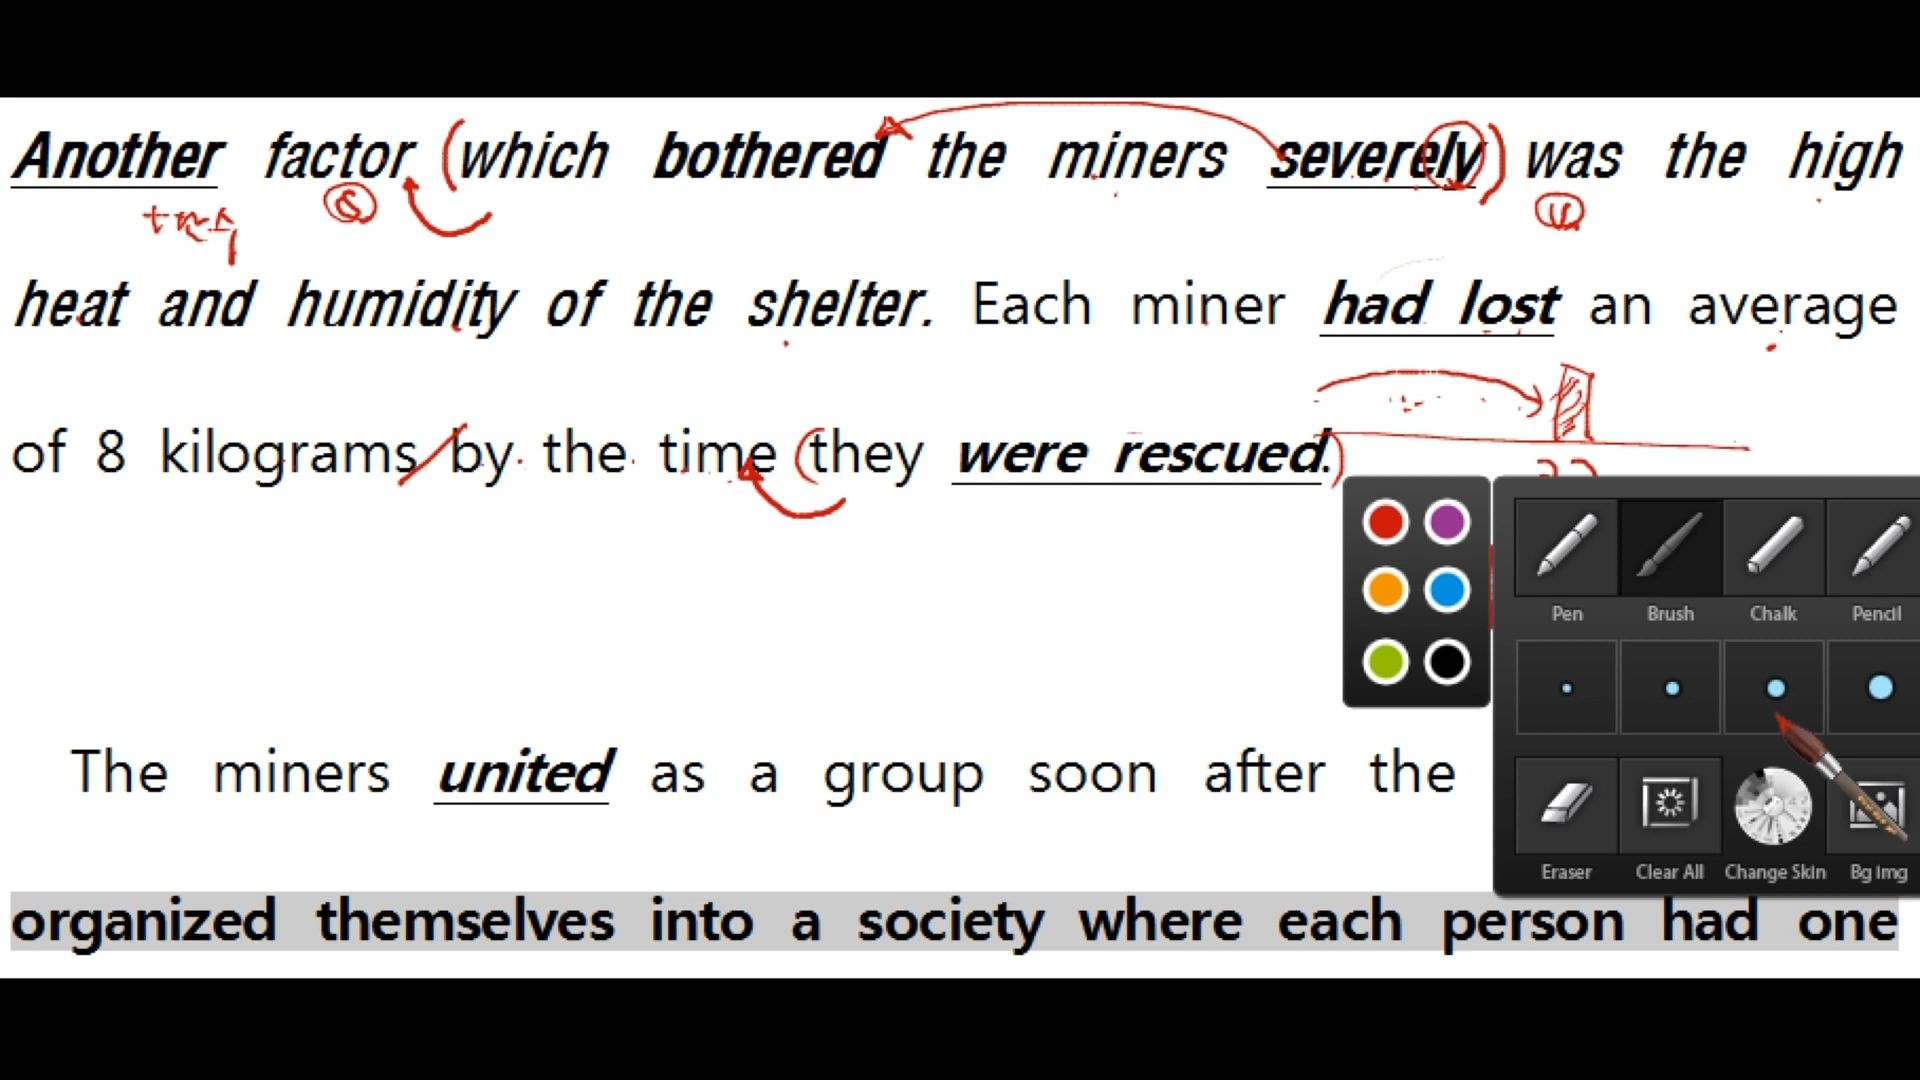 Another factor (which bothered the miners severely) was the high
S
V
heat and humidity of the shelter. Each miner had lost an average
of 8 kilograms / by the time (they were rescued.)
Pen Brush Chalk Pencil
The miners united as a group soon after the
Eraser Clear All Change Skin Bg Img
organized themselves into a society where each person had one